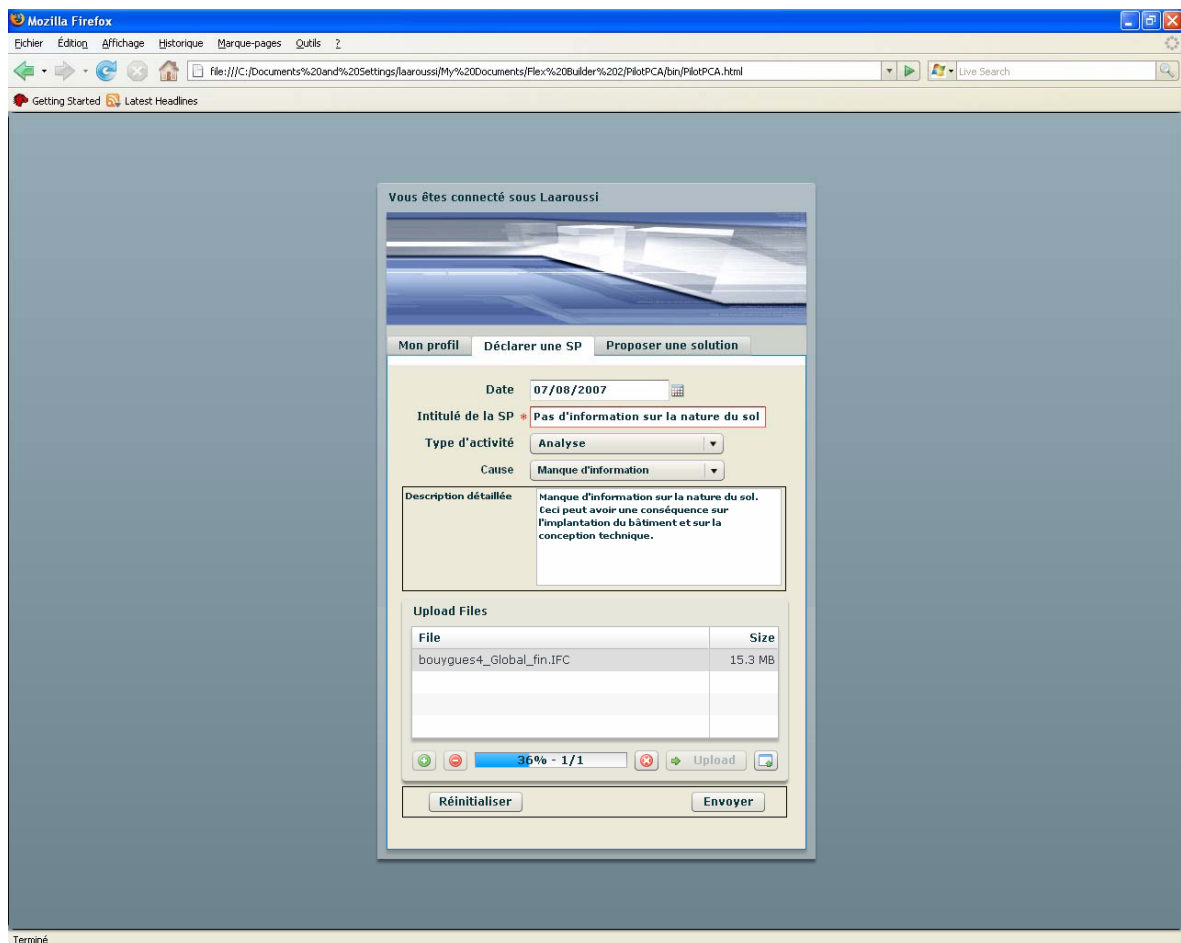 Mozilla Firefox
Fichier Édition Affichage Historique Marque-pages Outils ?
file:///C:/Documents%20and%20Settings/laaroussi/My%20Documents/Flex%20Builder%202/PilotPCA/bin/PilotPCA.html Live Search
Getting Started Latest Headlines
Vous êtes connecté sous Laaroussi
Mon profil Déclarer une SP Proposer une solution
Date 07/08/2007
Intitulé de la SP * Pas d'information sur la nature du sol
Type d'activité Analyse
Cause Manque d'information
Description détaillée Manque d'information sur la nature du sol.
Ceci peut avoir une conséquence sur
l'implantation du bâtiment et sur la
conception technique.
Upload Files
File Size
bouygues4_Global_fin.IFC 15.3 MB
36% - 1/1 Upload
Réinitialiser Envoyer
Terminé